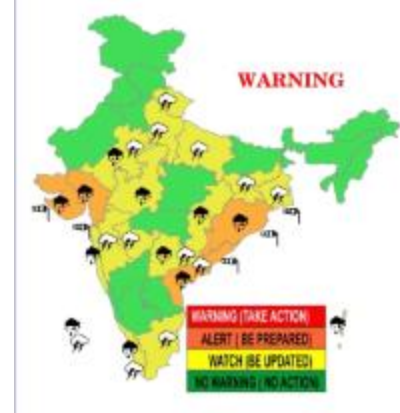 WARNING
WARNING (TAKE ACTION)
ALERT ( BE PREPARED)
WATCH (BE UPDATED)
NO WARNING ( NO ACTION)